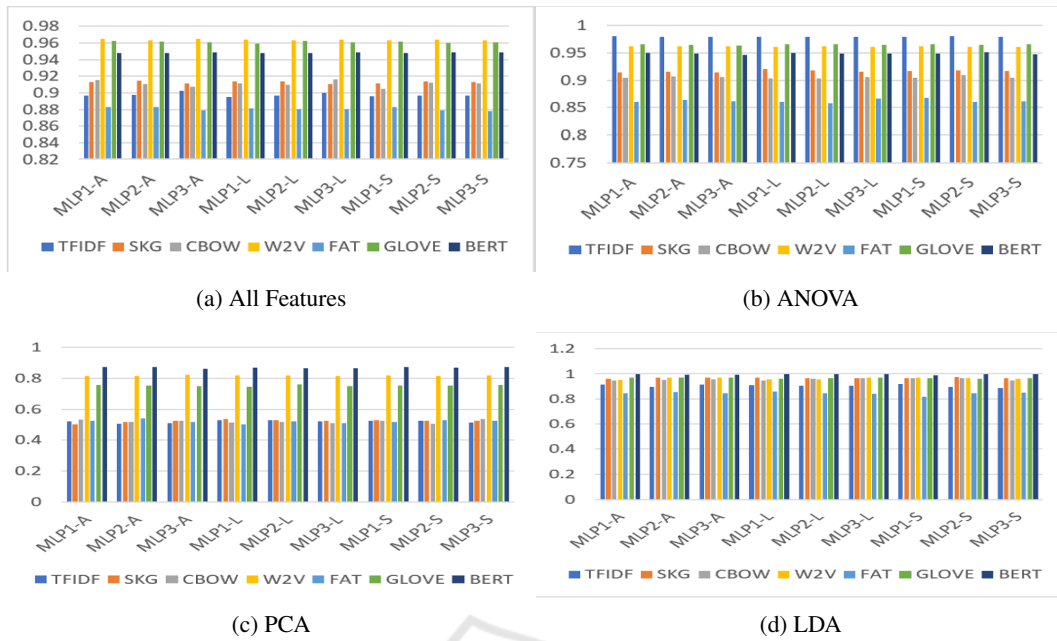 0.98
0.96
0.94
0.92
0.9
0.88
0.86
0.84
0.82
MLP1-A MLP2-A MLP3-A MLP1-L MLP2-L MLP3-L MLP1-S MLP2-S MLP3-S
TFIDF SKG CBOW W2V FAT GLOVE BERT
(a) All Features
1
0.95
0.9
0.85
0.8
0.75
MLP1-A MLP2-A MLP3-A MLP1-L MLP2-L MLP3-L MLP1-S MLP2-S MLP3-S
TFIDF SKG CBOW W2V FAT GLOVE BERT
(b) ANOVA
1
0.8
0.6
0.4
0.2
0
MLP1-A MLP2-A MLP3-A MLP1-L MLP2-L MLP3-L MLP1-S MLP2-S MLP3-S
TFIDF SKG CBOW W2V FAT GLOVE BERT
(c) PCA
1.2
1
0.8
0.6
0.4
0.2
0
MLP1-A MLP2-A MLP3-A MLP1-L MLP2-L MLP3-L MLP1-S MLP2-S MLP3-S
TFIDF SKG CBOW W2V FAT GLOVE BERT
(d) LDA